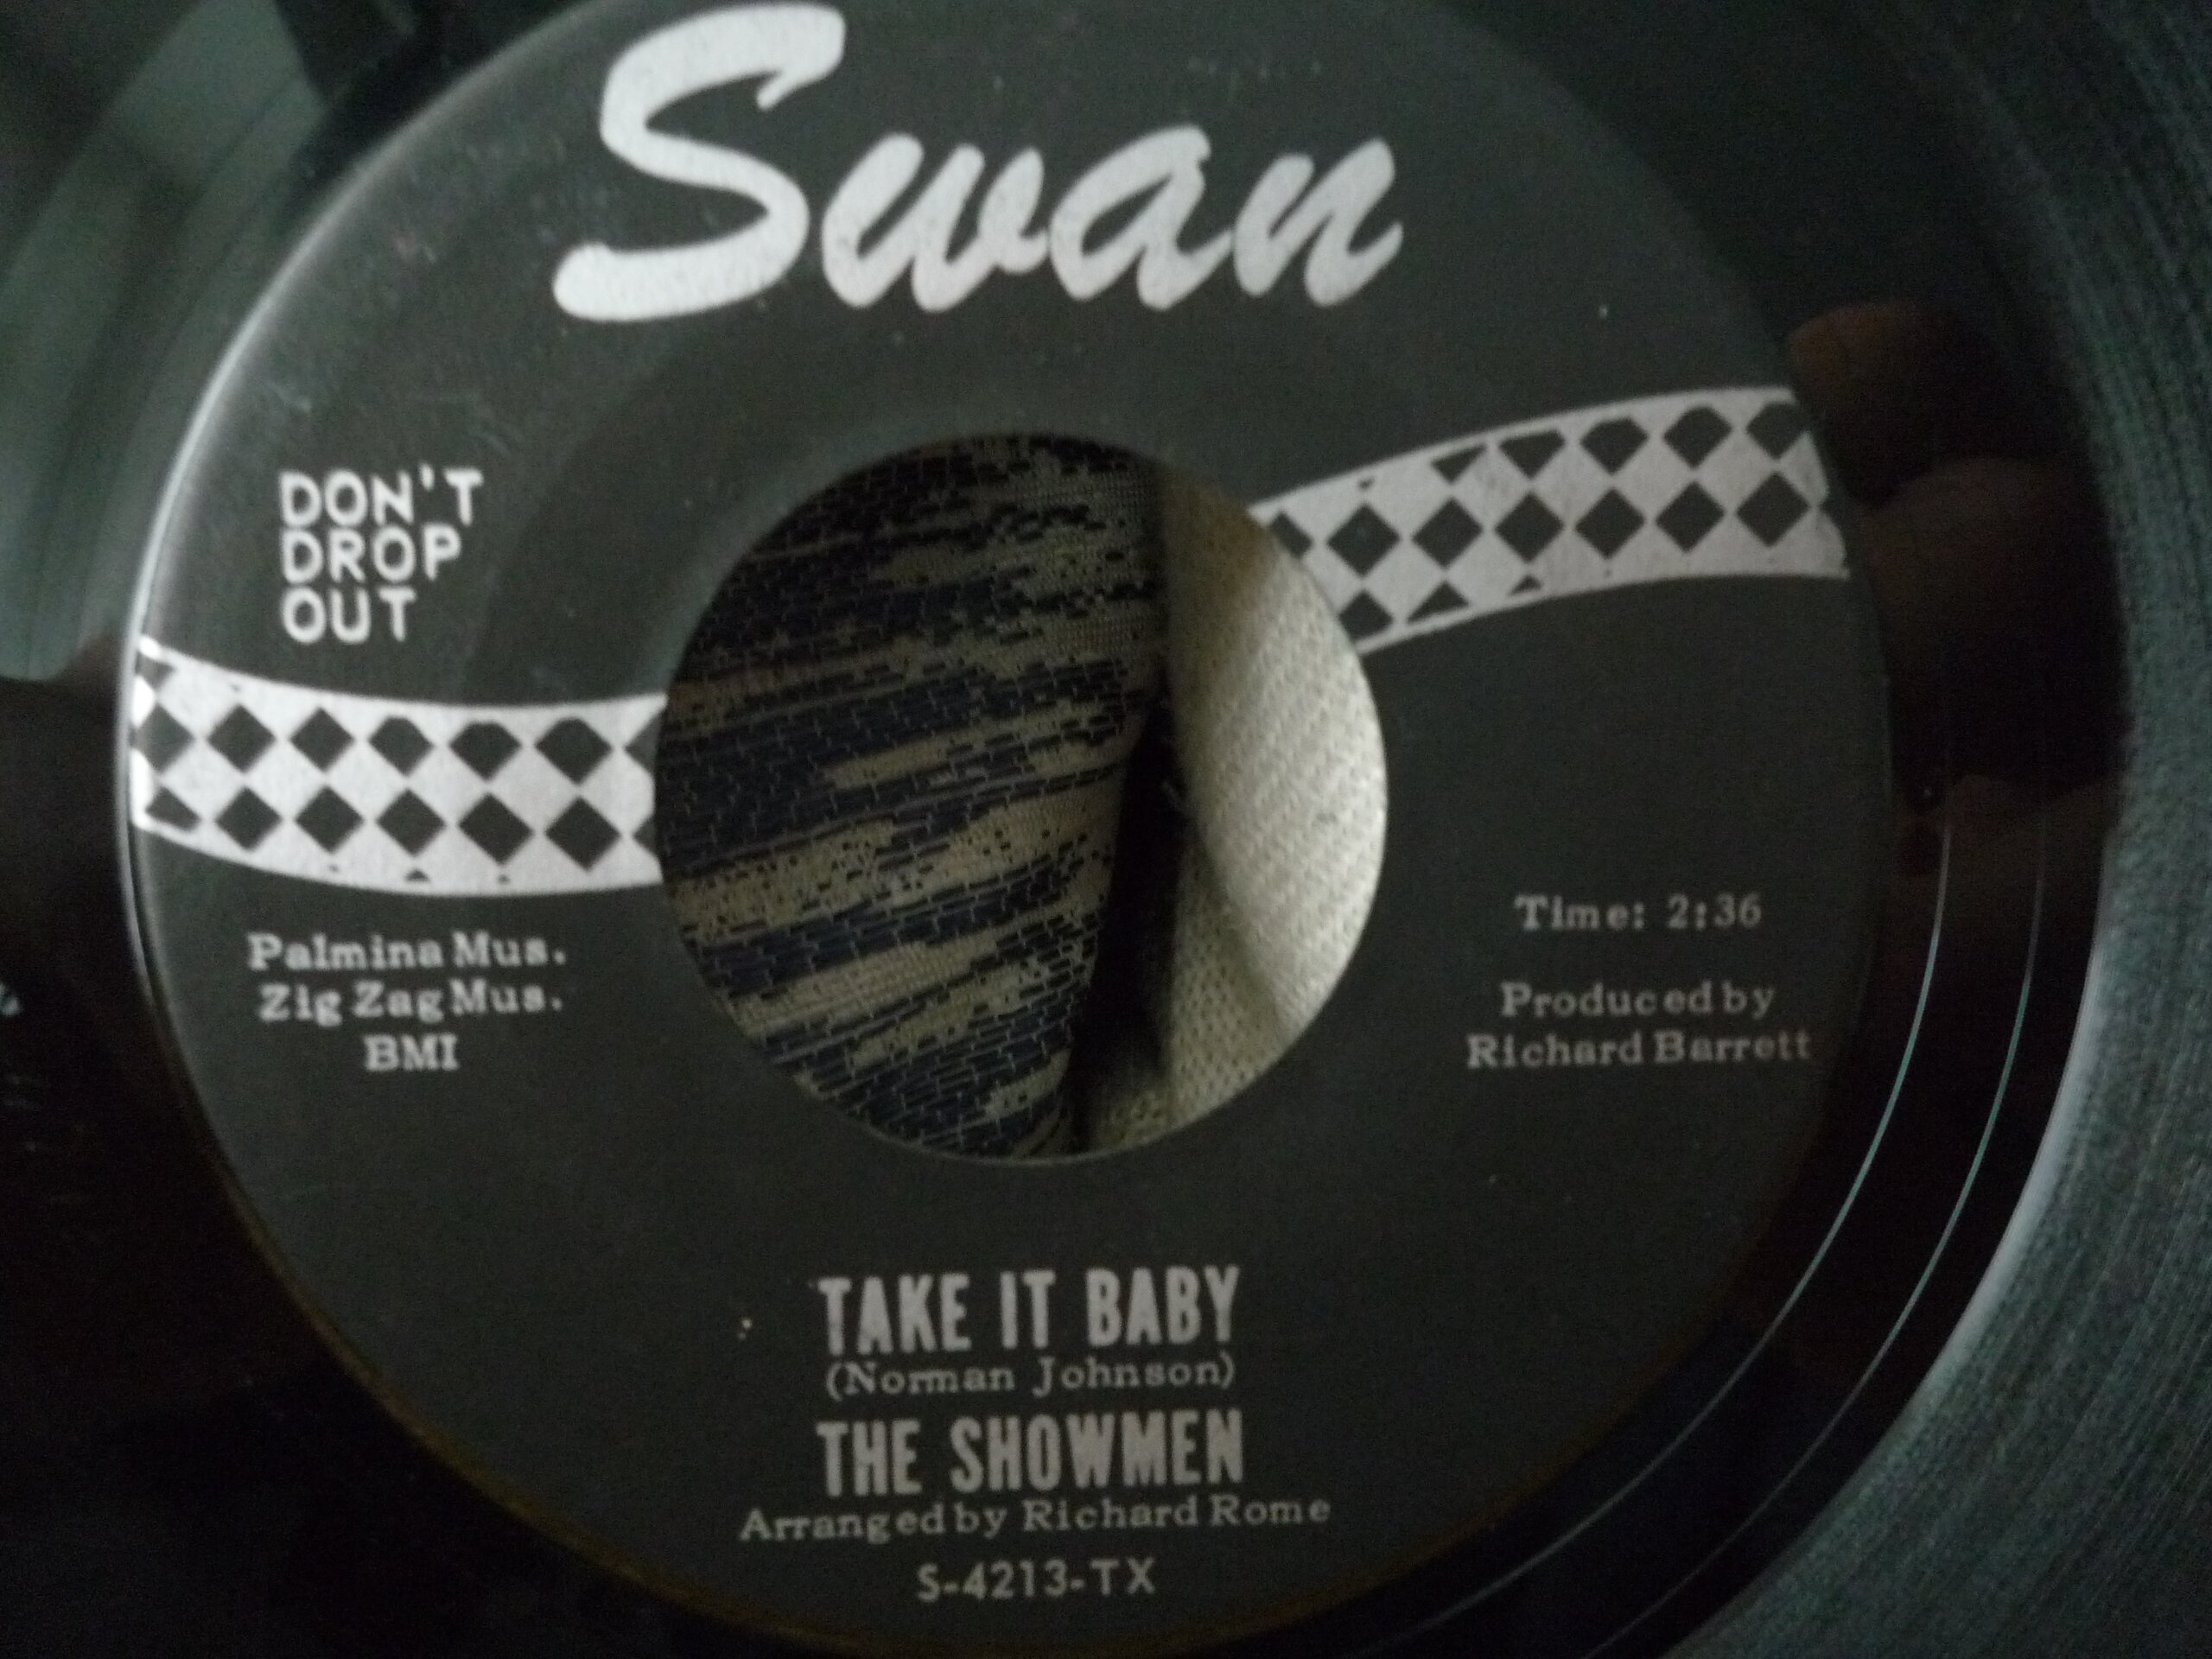 Swan
DON'T
DROP
OUT
Palmina Mus.
Zig Zag Mus.
BMI
Time: 2:36
Produced by
Richard Barrett
TAKE IT BABY
(Norman Johnson)
THE SHOWMEN
Arranged by Richard Rome
S-4213-TX